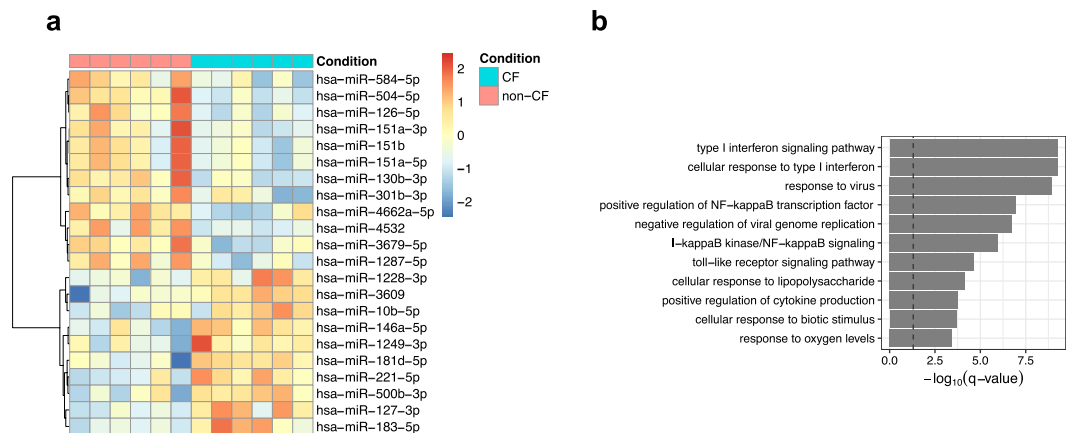 a
b
Condition
hsa−miR−584−5p
hsa−miR−504−5p
hsa−miR−126−5p
hsa−miR−151a−3p
hsa−miR−151b
hsa−miR−151a−5p
hsa−miR−130b−3p
hsa−miR−301b−3p
hsa−miR−4662a−5p
hsa−miR−4532
hsa−miR−3679−5p
hsa−miR−1287−5p
hsa−miR−1228−3p
hsa−miR−3609
hsa−miR−10b−5p
hsa−miR−146a−5p
hsa−miR−1249−3p
hsa−miR−181d−5p
hsa−miR−221−5p
hsa−miR−500b−3p
hsa−miR−127−3p
hsa−miR−183−5p
2
1
0
−1
−2
Condition
CF
non−CF
type I interferon signaling pathway
cellular response to type I interferon
response to virus
positive regulation of NF−kappaB transcription factor
negative regulation of viral genome replication
I−kappaB kinase/NF−kappaB signaling
toll−like receptor signaling pathway
cellular response to lipopolysaccharide
positive regulation of cytokine production
cellular response to biotic stimulus
response to oxygen levels
0.0 2.5 5.0 7.5
−log10(q−value)